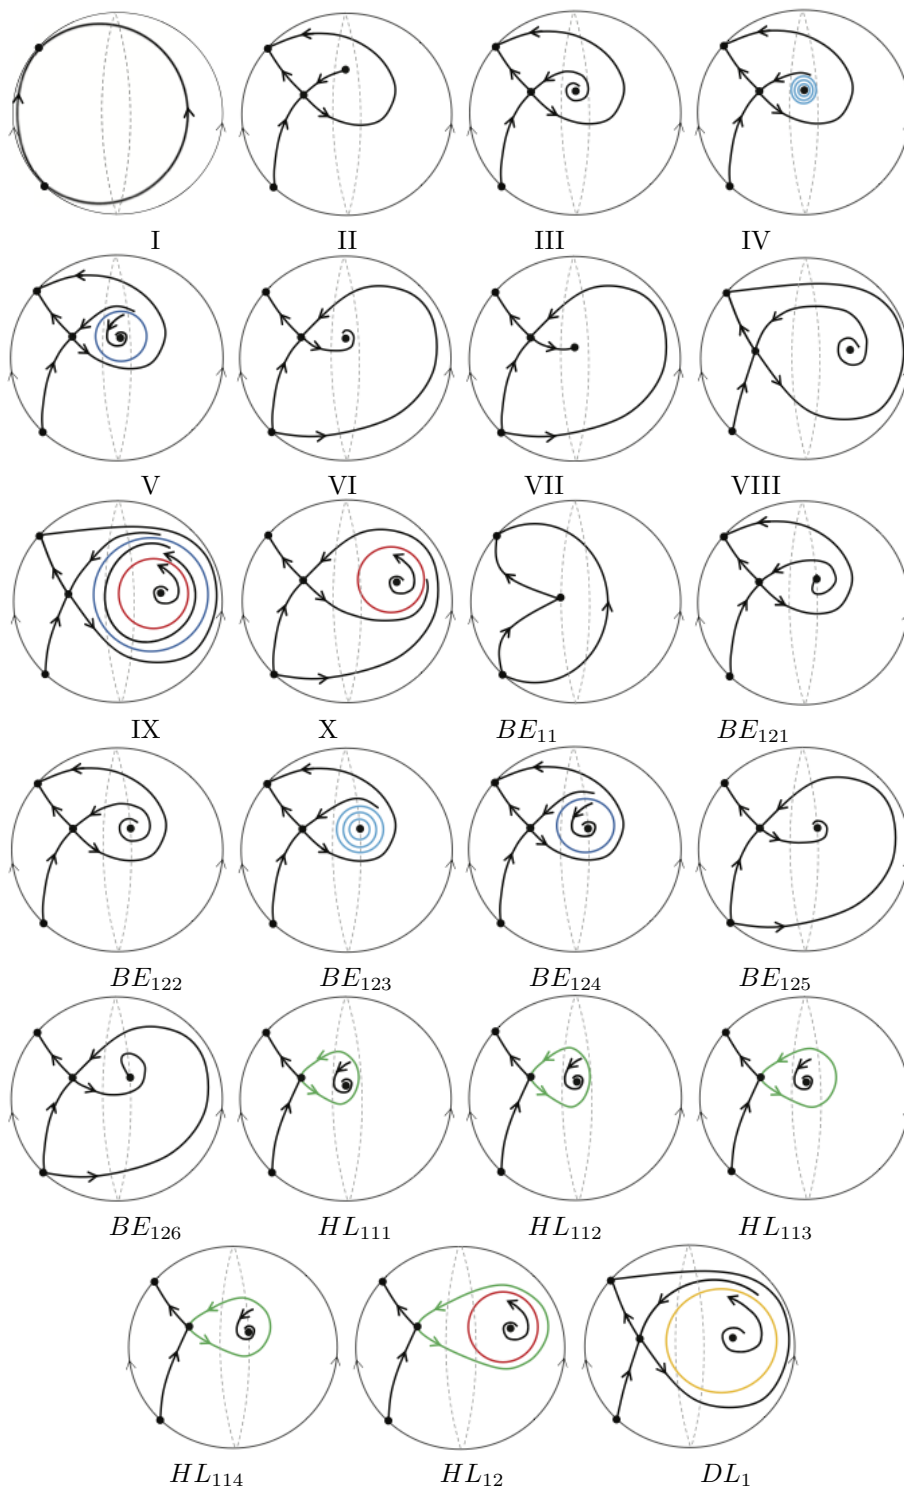 I II III IV
V VI VII VIII
IX X BE₁₁ BE₁₂₁
BE₁₂₂ BE₁₂₃ BE₁₂₄ BE₁₂₅
BE₁₂₆ HL₁₁₁ HL₁₁₂ HL₁₁₃
HL₁₁₄ HL₁₂ DL₁